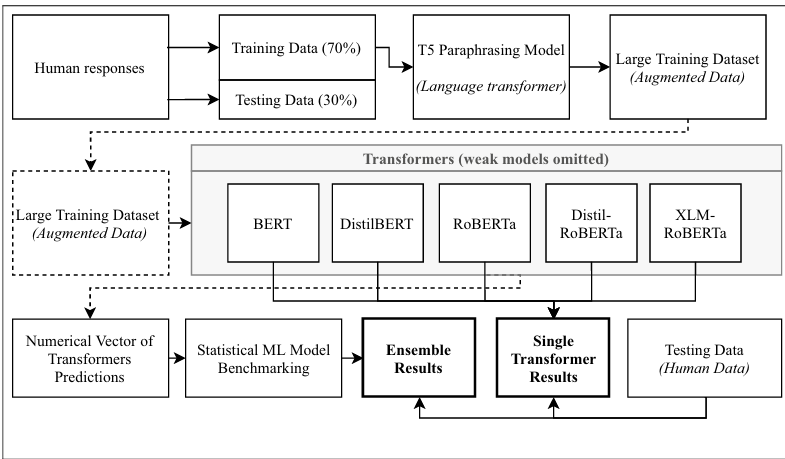 Human responses
Training Data (70%)
Testing Data (30%)
T5 Paraphrasing Model
(Language transformer)
Large Training Dataset
(Augmented Data)
Large Training Dataset
(Augmented Data)
Transformers (weak models omitted)
BERT
DistilBERT
RoBERTa
Distil-
RoBERTa
XLM-
RoBERTa
Numerical Vector of
Transformers
Predictions
Statistical ML Model
Benchmarking
Ensemble
Results
Single
Transformer
Results
Testing Data
(Human Data)